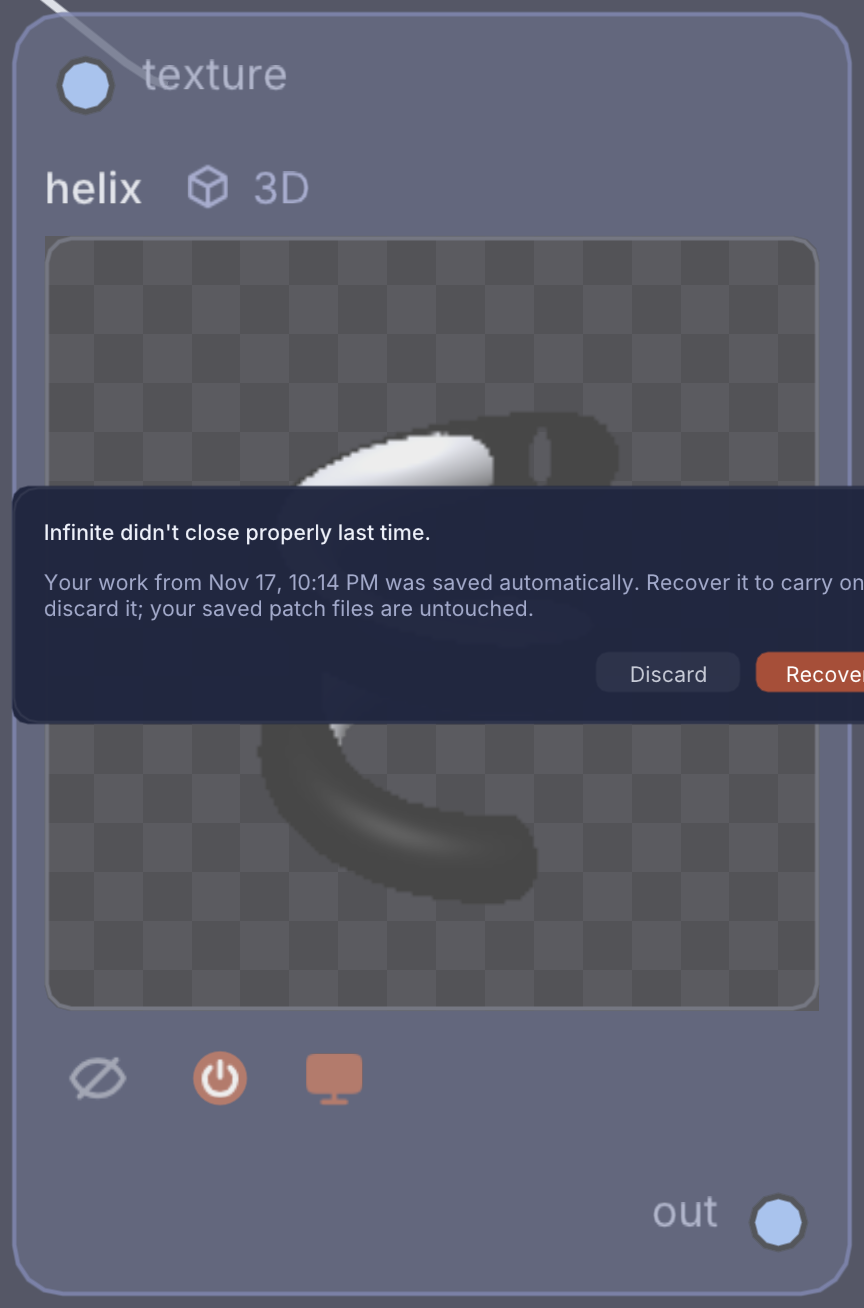 texture
helix 3D
Infinite didn't close properly last time.
Your work from Nov 17, 10:14 PM was saved automatically. Recover it to carry on
discard it; your saved patch files are untouched.
Discard Recover
out